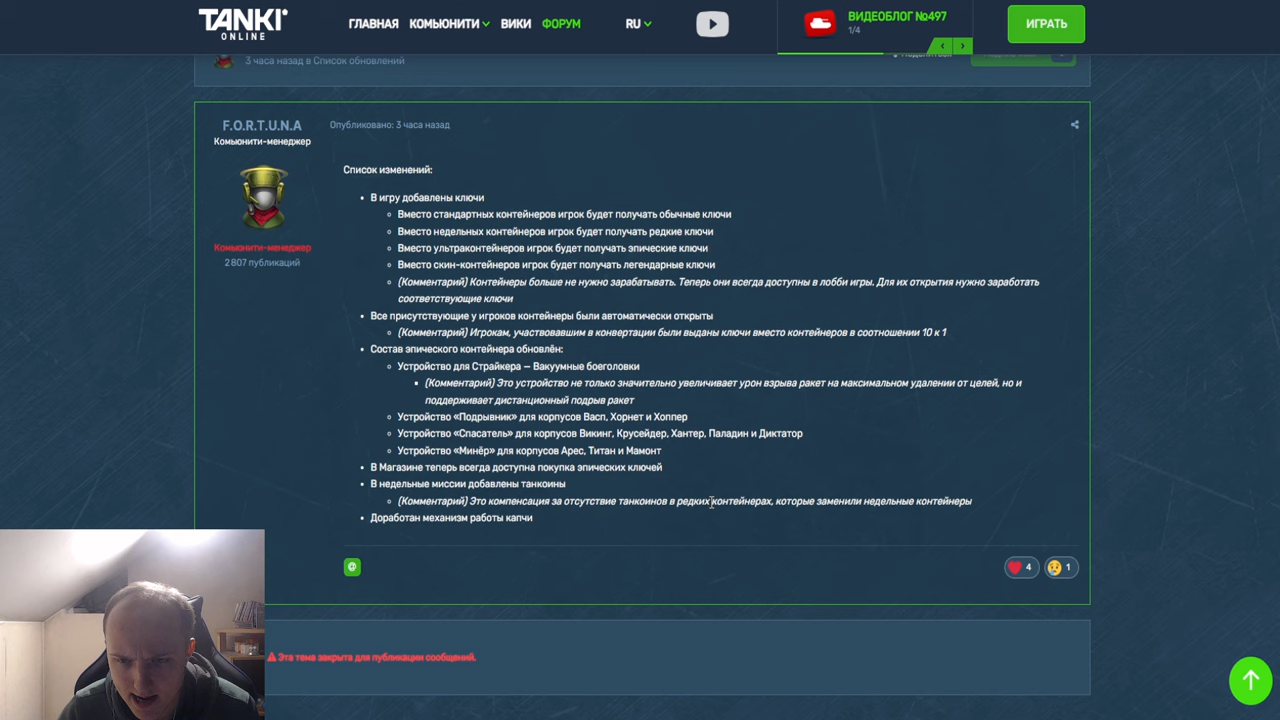 TANKI
ONLINE
ГЛАВНАЯ
КОМЬЮНИТИ
ВИКИ
ФОРУМ
RU
ВИДЕОБЛОГ №497
1/4
ИГРАТЬ
3 часа назад в Список обновлений
F.O.R.T.U.N.A
Комьюнити-менеджер
Комьюнити-менеджер
2 807 публикаций
Опубликовано: 3 часа назад
Список изменений:
В игру добавлены ключи
Вместо стандартных контейнеров игрок будет получать обычные ключи
Вместо недельных контейнеров игрок будет получать редкие ключи
Вместо ультраконтейнеров игрок будет получать эпические ключи
Вместо скин-контейнеров игрок будет получать легендарные ключи
(Комментарий) Контейнеры больше не нужно зарабатывать. Теперь они всегда доступны в лобби игры. Для их открытия нужно заработать
соответствующие ключи
Все присутствующие у игроков контейнеры были автоматически открыты
(Комментарий) Игрокам, участвовавшим в конвертации были выданы ключи вместо контейнеров в соотношении 10 к 1
Состав эпического контейнера обновлён:
Устройство для Страйкера — Вакуумные боеголовки
(Комментарий) Это устройство не только значительно увеличивает урон взрыва ракет на максимальном удалении от целей, но и
поддерживает дистанционный подрыв ракет
Устройство «Подрывник» для корпусов Васп, Хорнет и Хоппер
Устройство «Спасатель» для корпусов Викинг, Крусейдер, Хантер, Паладин и Диктатор
Устройство «Минёр» для корпусов Арес, Титан и Мамонт
В Магазине теперь всегда доступна покупка эпических ключей
В недельные миссии добавлены танкоины
(Комментарий) Это компенсация за отсутствие танкоинов в редких контейнерах, которые заменили недельные контейнеры
Доработан механизм работы капчи
@
4
1
Эта тема закрыта для публикации сообщений.